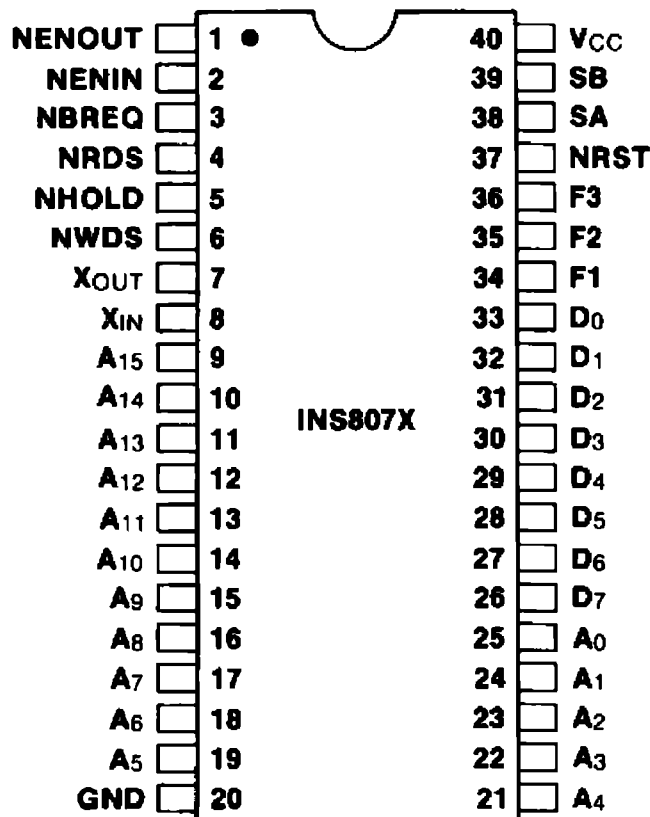 NENOUT 1 40 VCC
NENIN 2 39 SB
NBREQ 3 38 SA
NRDS 4 37 NRST
NHOLD 5 36 F3
NWDS 6 35 F2
XOUT 7 34 F1
XIN 8 33 D0
A15 9 32 D1
A14 10 31 D2
INS807X
A13 11 30 D3
A12 12 29 D4
A11 13 28 D5
A10 14 27 D6
A9 15 26 D7
A8 16 25 A0
A7 17 24 A1
A6 18 23 A2
A5 19 22 A3
GND 20 21 A4